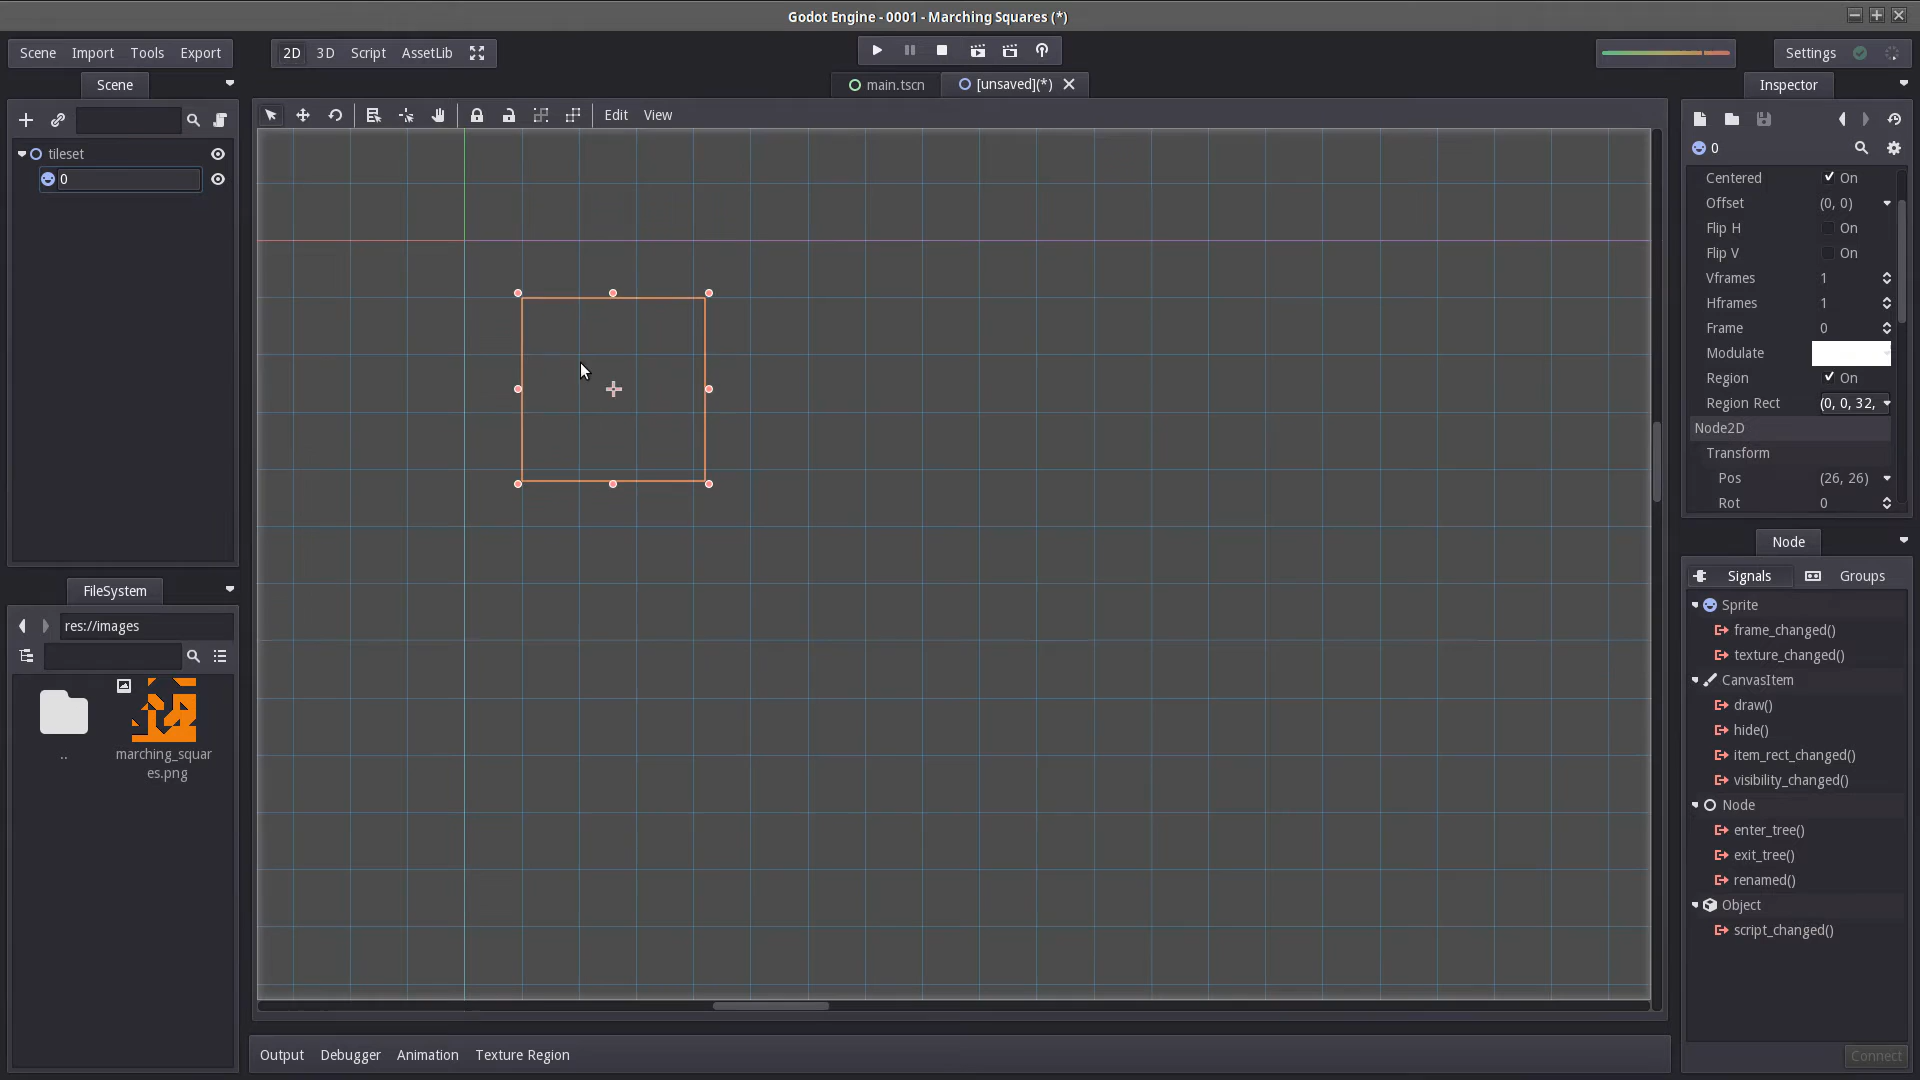 Godot Engine - 0001 - Marching Squares (*)
Scene Import Tools Export
2D 3D Script AssetLib
Settings
Scene
main.tscn
[unsaved](*)
Inspector
Edit View
tileset
0
0
Centered On
Offset (0, 0)
Flip H On
Flip V On
Vframes 1
Hframes 1
Frame 0
Modulate
Region On
Region Rect (0, 0, 32,
Node2D
Transform
Pos (26, 26)
Rot 0
Node
Signals Groups
Sprite
frame_changed()
texture_changed()
CanvasItem
draw()
hide()
item_rect_changed()
visibility_changed()
Node
enter_tree()
exit_tree()
renamed()
Object
script_changed()
Connect
FileSystem
res://images
..
marching_squar
es.png
Output Debugger Animation Texture Region